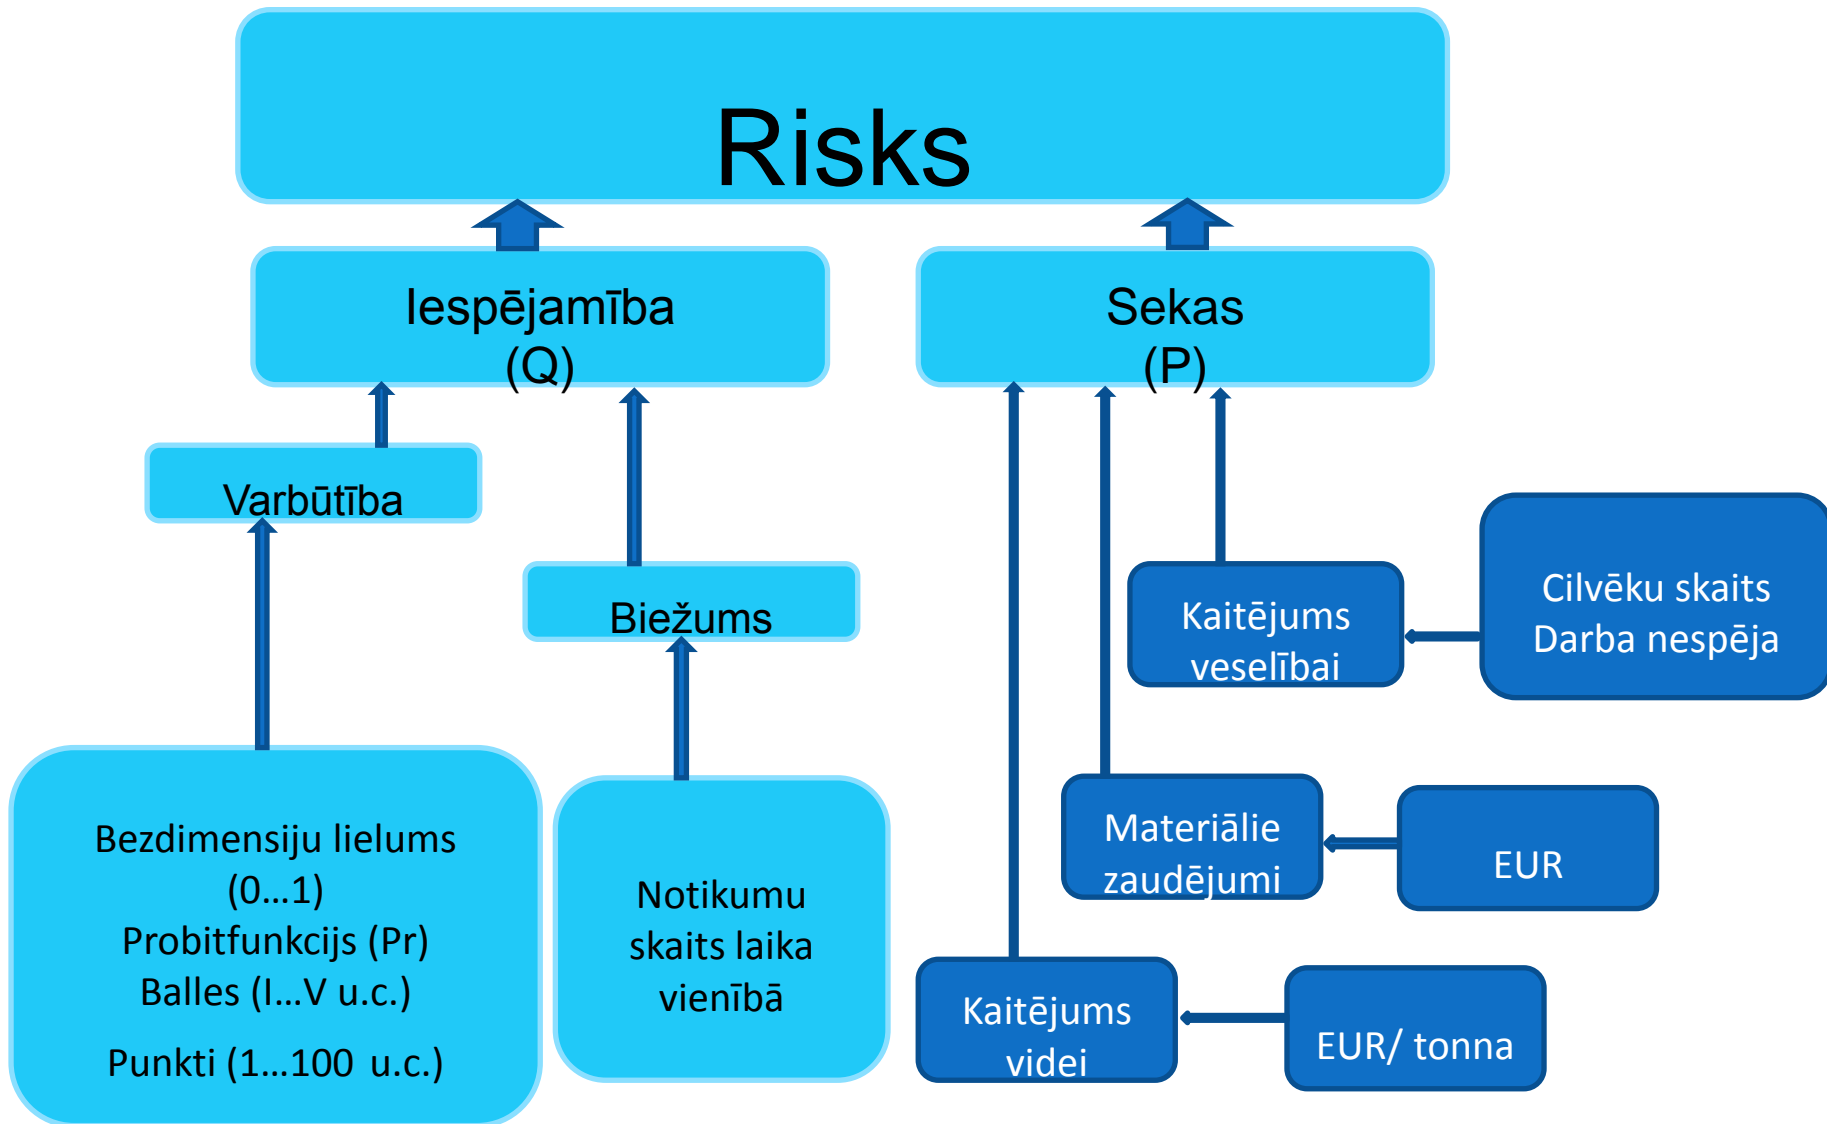 Risks
Iespējamība
(Q)
Sekas
(P)
Varbūtība
Biežums
Bezdimensiju lielums
(0...1)
Probitfunkcijs (Pr)
Balles (I...V u.c.)
Punkti (1...100 u.c.)
Notikumu
skaits laika
vienībā
Kaitējums
veselībai
Cilvēku skaits
Darba nespēja
Materiālie
zaudējumi
EUR
Kaitējums
videi
EUR/ tonna